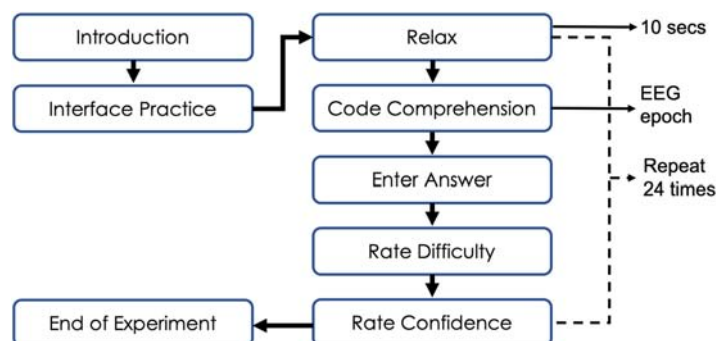 Introduction
Interface Practice
Relax
10 secs
Code Comprehension
EEG
epoch
Enter Answer
Repeat
24 times
Rate Difficulty
Rate Confidence
End of Experiment